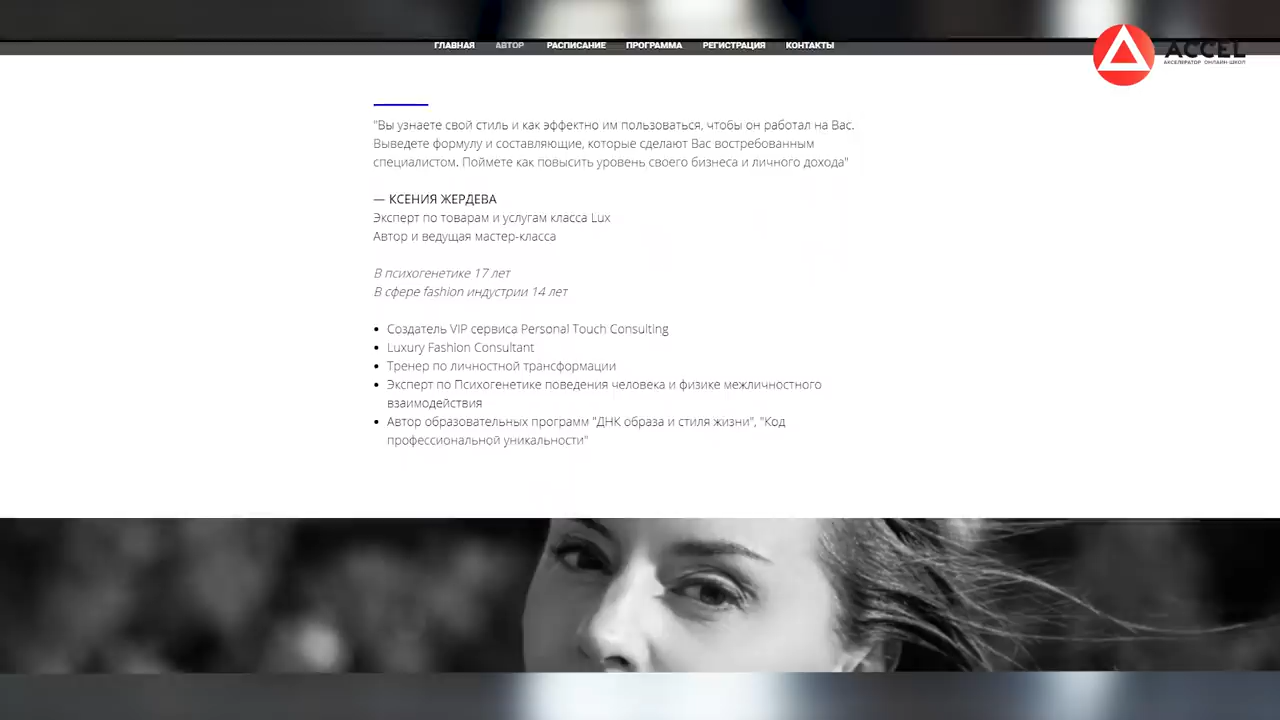 ГЛАВНАЯ АВТОР РАСПИСАНИЕ ПРОГРАММА РЕГИСТРАЦИЯ КОНТАКТЫ
ACCEL
АКСЕЛЕРАТОР ОНЛАЙН-ШКОЛ
"Вы узнаете свой стиль и как эффектно им пользоваться, чтобы он работал на Вас.
Выведете формулу и составляющие, которые сделают Вас востребованным
специалистом. Поймете как повысить уровень своего бизнеса и личного дохода"
— КСЕНИЯ ЖЕРДЕВА
Эксперт по товарам и услугам класса Lux
Автор и ведущая мастер-класса
В психогенетике 17 лет
В сфере fashion индустрии 14 лет
• Создатель VIP сервиса Personal Touch Consulting
• Luxury Fashion Consultant
• Тренер по личностной трансформации
• Эксперт по Психогенетике поведения человека и физике межличностного
взаимодействия
• Автор образовательных программ "ДНК образа и стиля жизни", "Код
профессиональной уникальности"